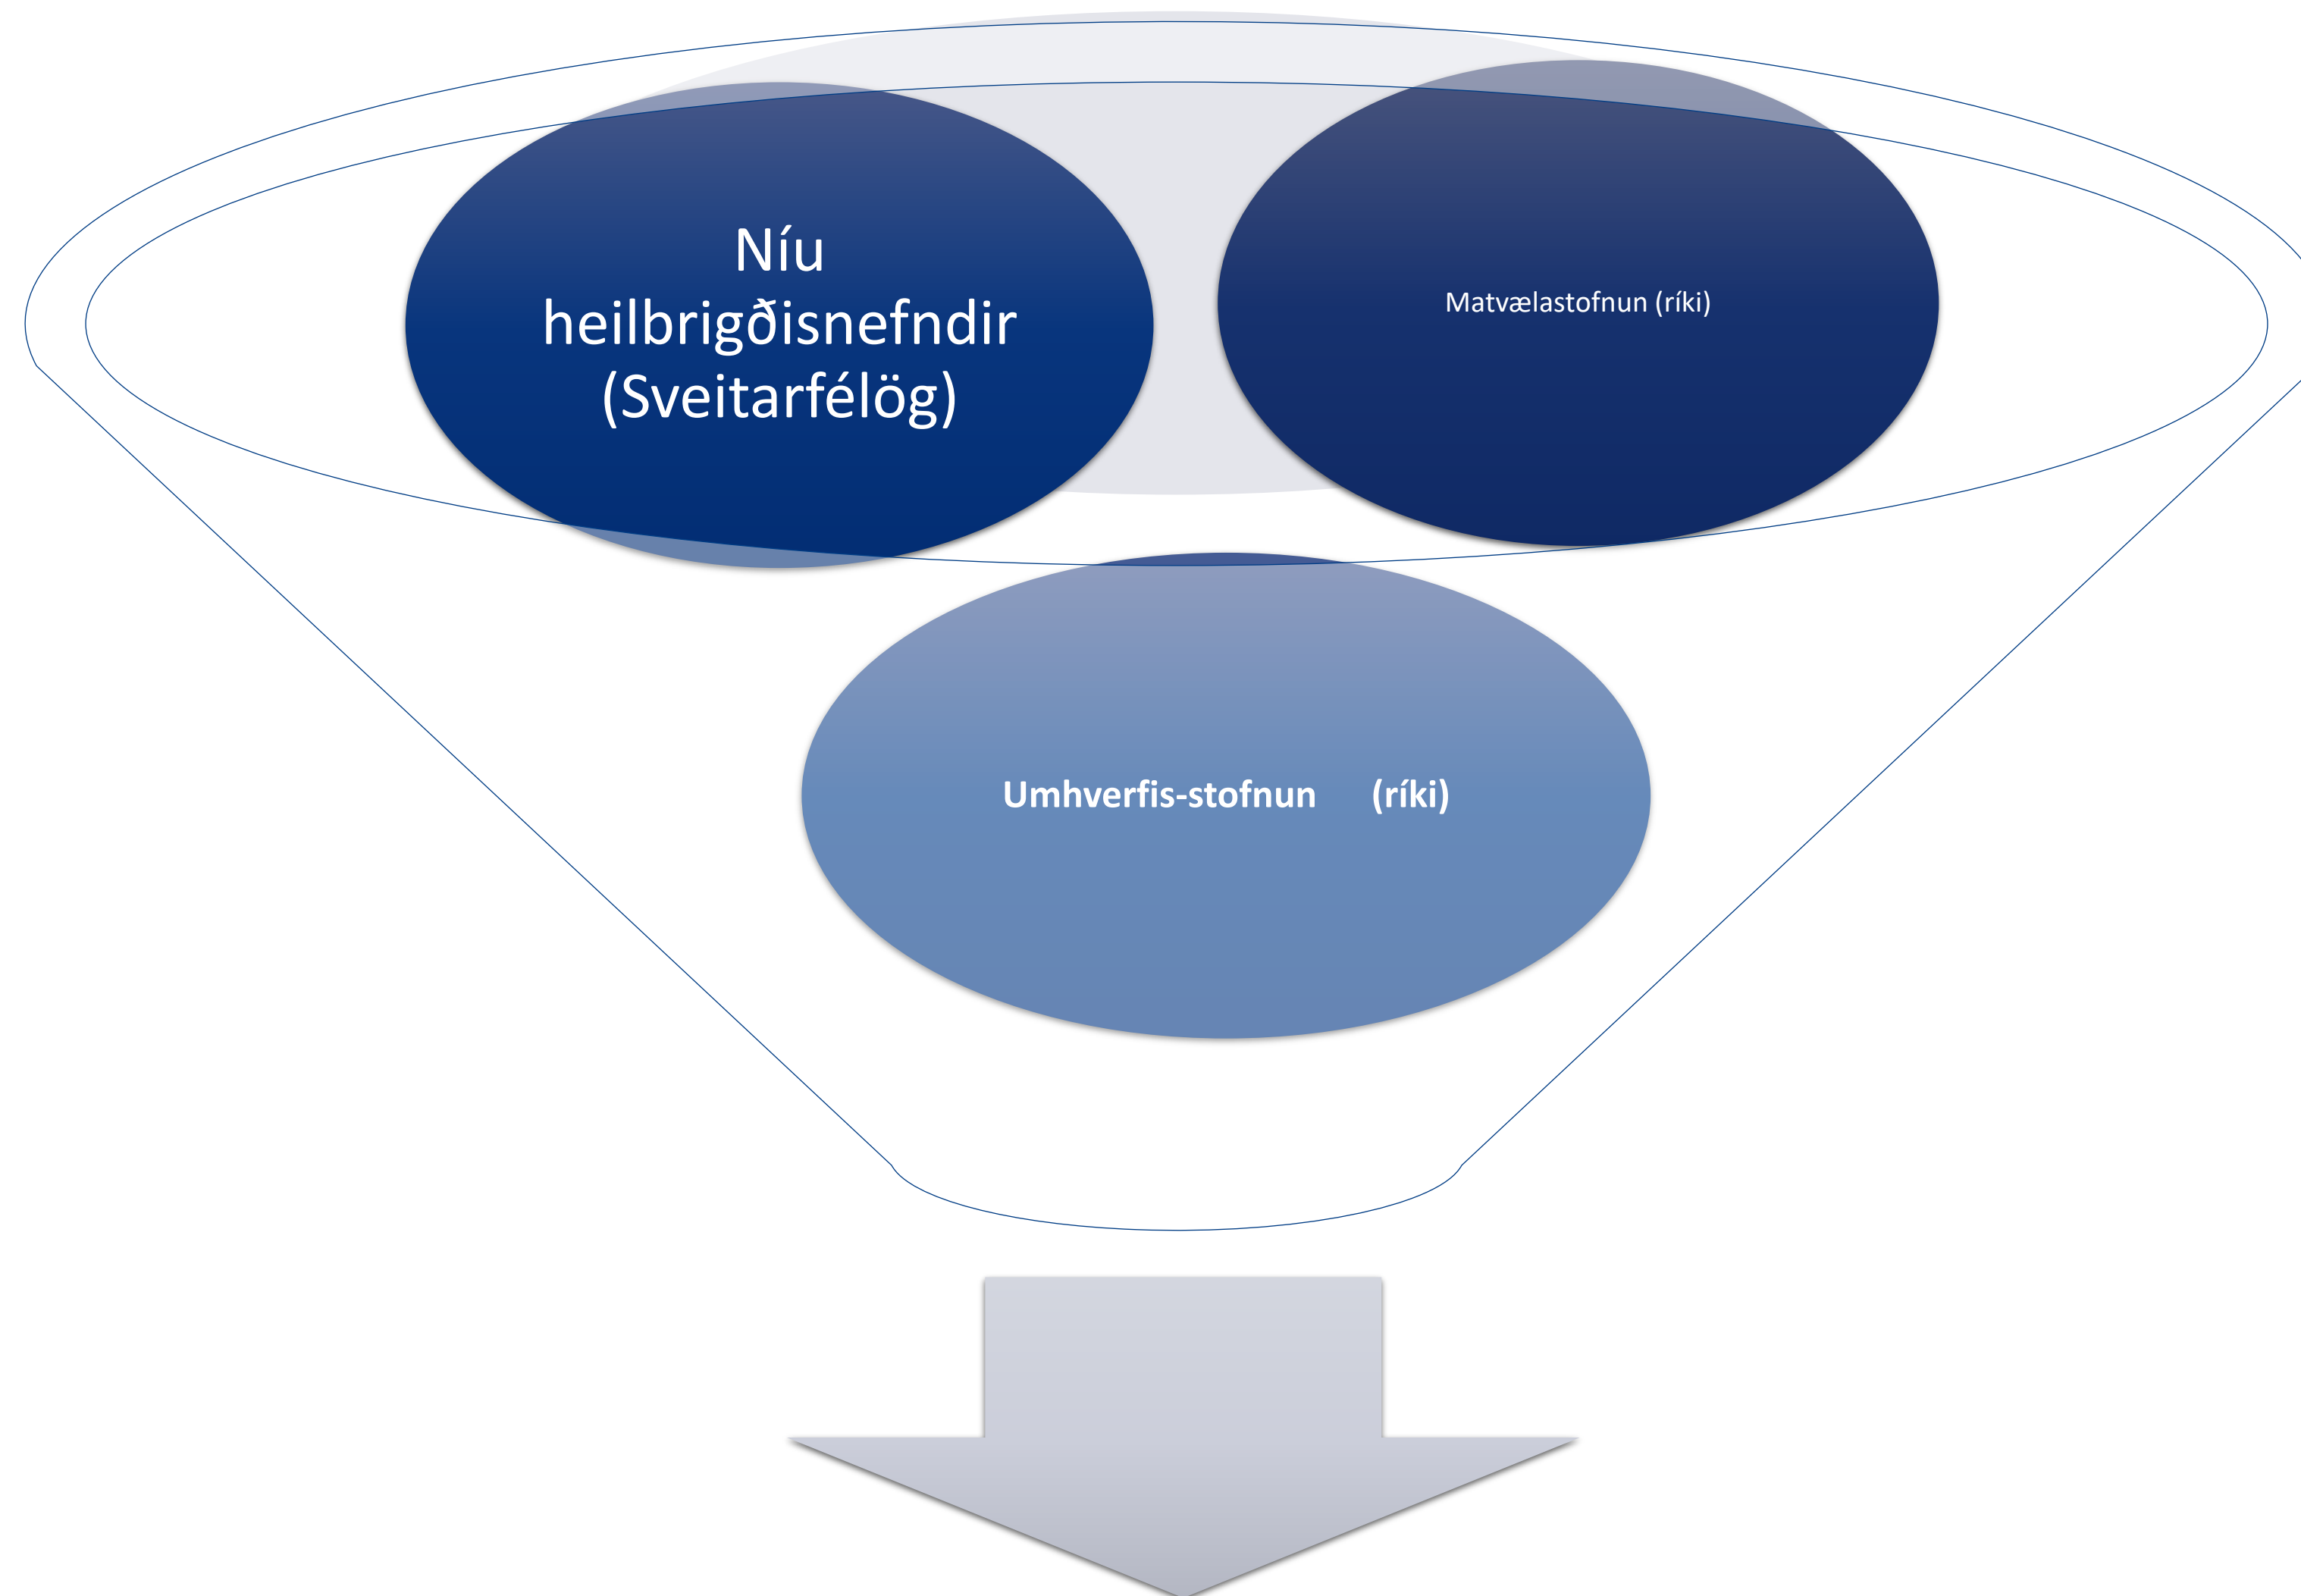 Níu
heilbrigðisnefndir
(Sveitarfélög)
Matvælastofnun (ríki)
Umhverfis-stofnun (ríki)